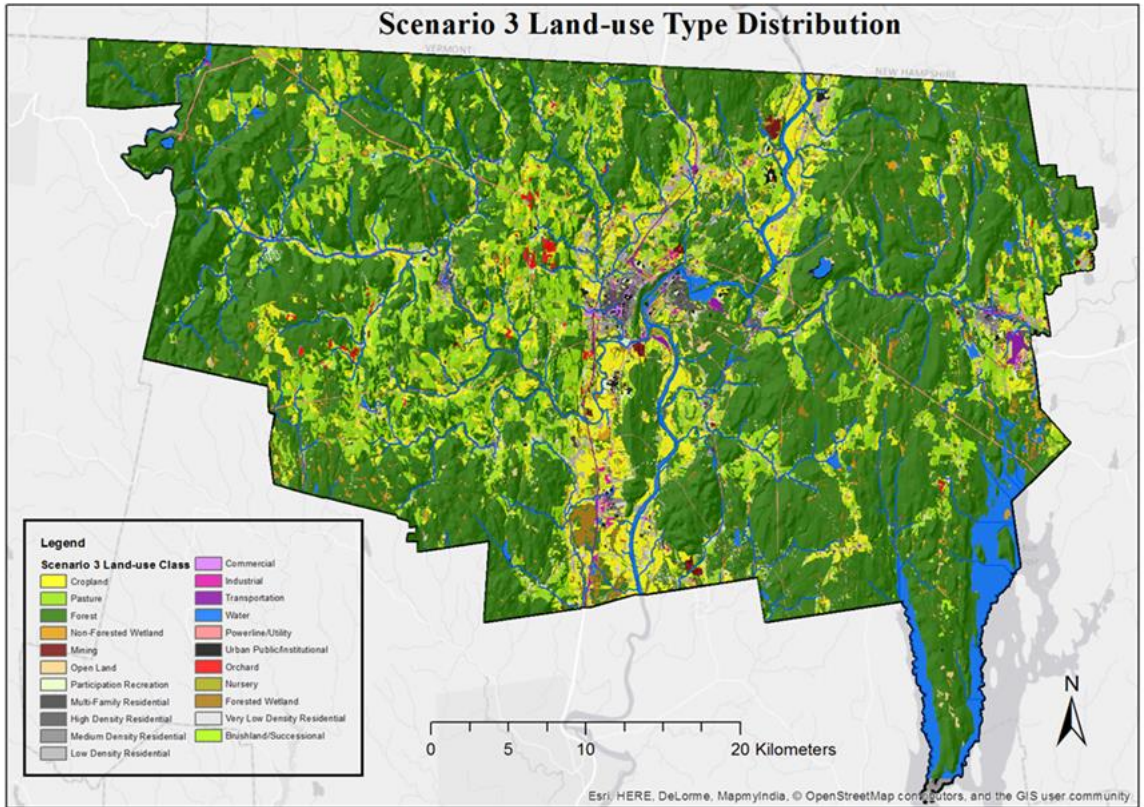 Scenario 3 Land-use Type Distribution
VERMONT
NEW HAMPSHIRE
Legend
Scenario 3 Land-use Class
Cropland
Pasture
Forest
Non-Forested Wetland
Mining
Open Land
Participation Recreation
Multi-Family Residential
High Density Residential
Medium Density Residential
Low Density Residential
Commercial
Industrial
Transportation
Water
Powerline/Utility
Urban Public/Institutional
Orchard
Nursery
Forested Wetland
Very Low Density Residential
Brushland/Successional
0 5 10 20 Kilometers
N
Esri, HERE, DeLorme, MapmyIndia, © OpenStreetMap contributors, and the GIS user community